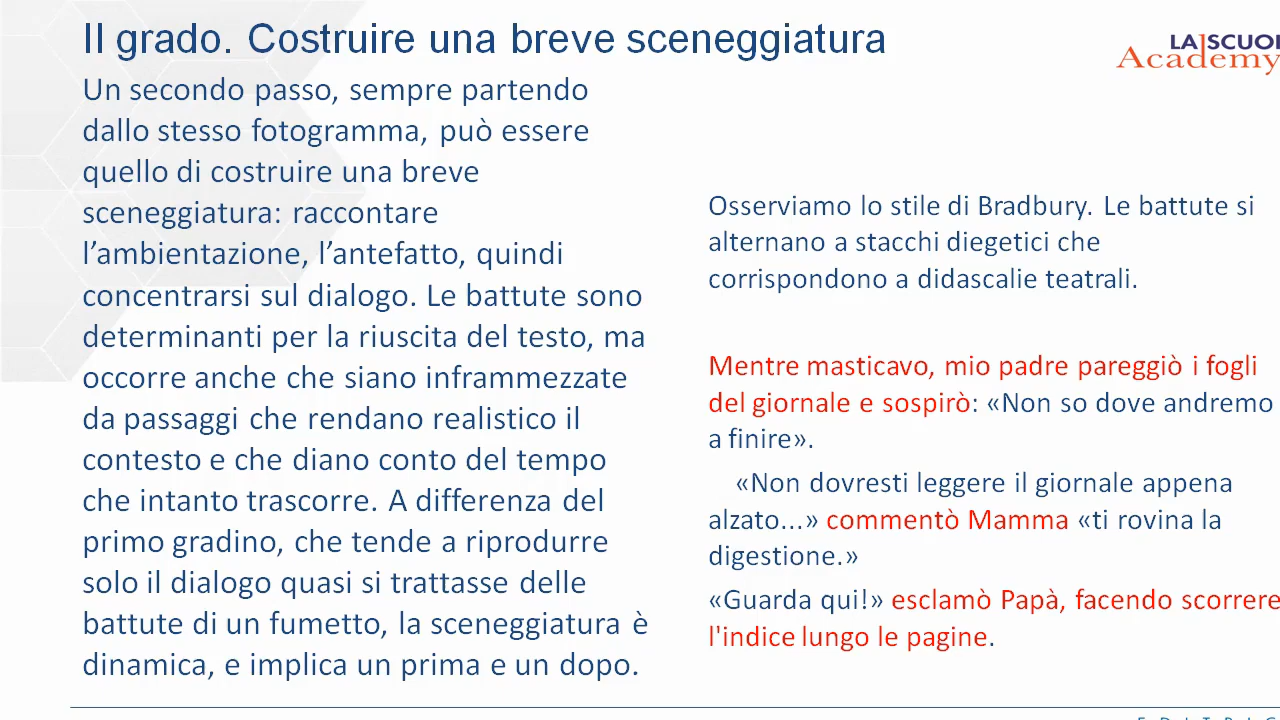 II grado. Costruire una breve sceneggiatura
LA SCUOL
Academy
Un secondo passo, sempre partendo
dallo stesso fotogramma, può essere
quello di costruire una breve
sceneggiatura: raccontare
l’ambientazione, l’antefatto, quindi
concentrarsi sul dialogo. Le battute sono
determinanti per la riuscita del testo, ma
occorre anche che siano inframmezzate
da passaggi che rendano realistico il
contesto e che diano conto del tempo
che intanto trascorre. A differenza del
primo gradino, che tende a riprodurre
solo il dialogo quasi si trattasse delle
battute di un fumetto, la sceneggiatura è
dinamica, e implica un prima e un dopo.
Osserviamo lo stile di Bradbury. Le battute si
alternano a stacchi diegetici che
corrispondono a didascalie teatrali.
Mentre masticavo, mio padre pareggiò i fogli
del giornale e sospirò: «Non so dove andremo
a finire».
«Non dovresti leggere il giornale appena
alzato...» commentò Mamma «ti rovina la
digestione.»
«Guarda qui!» esclamò Papà, facendo scorrere
l'indice lungo le pagine.